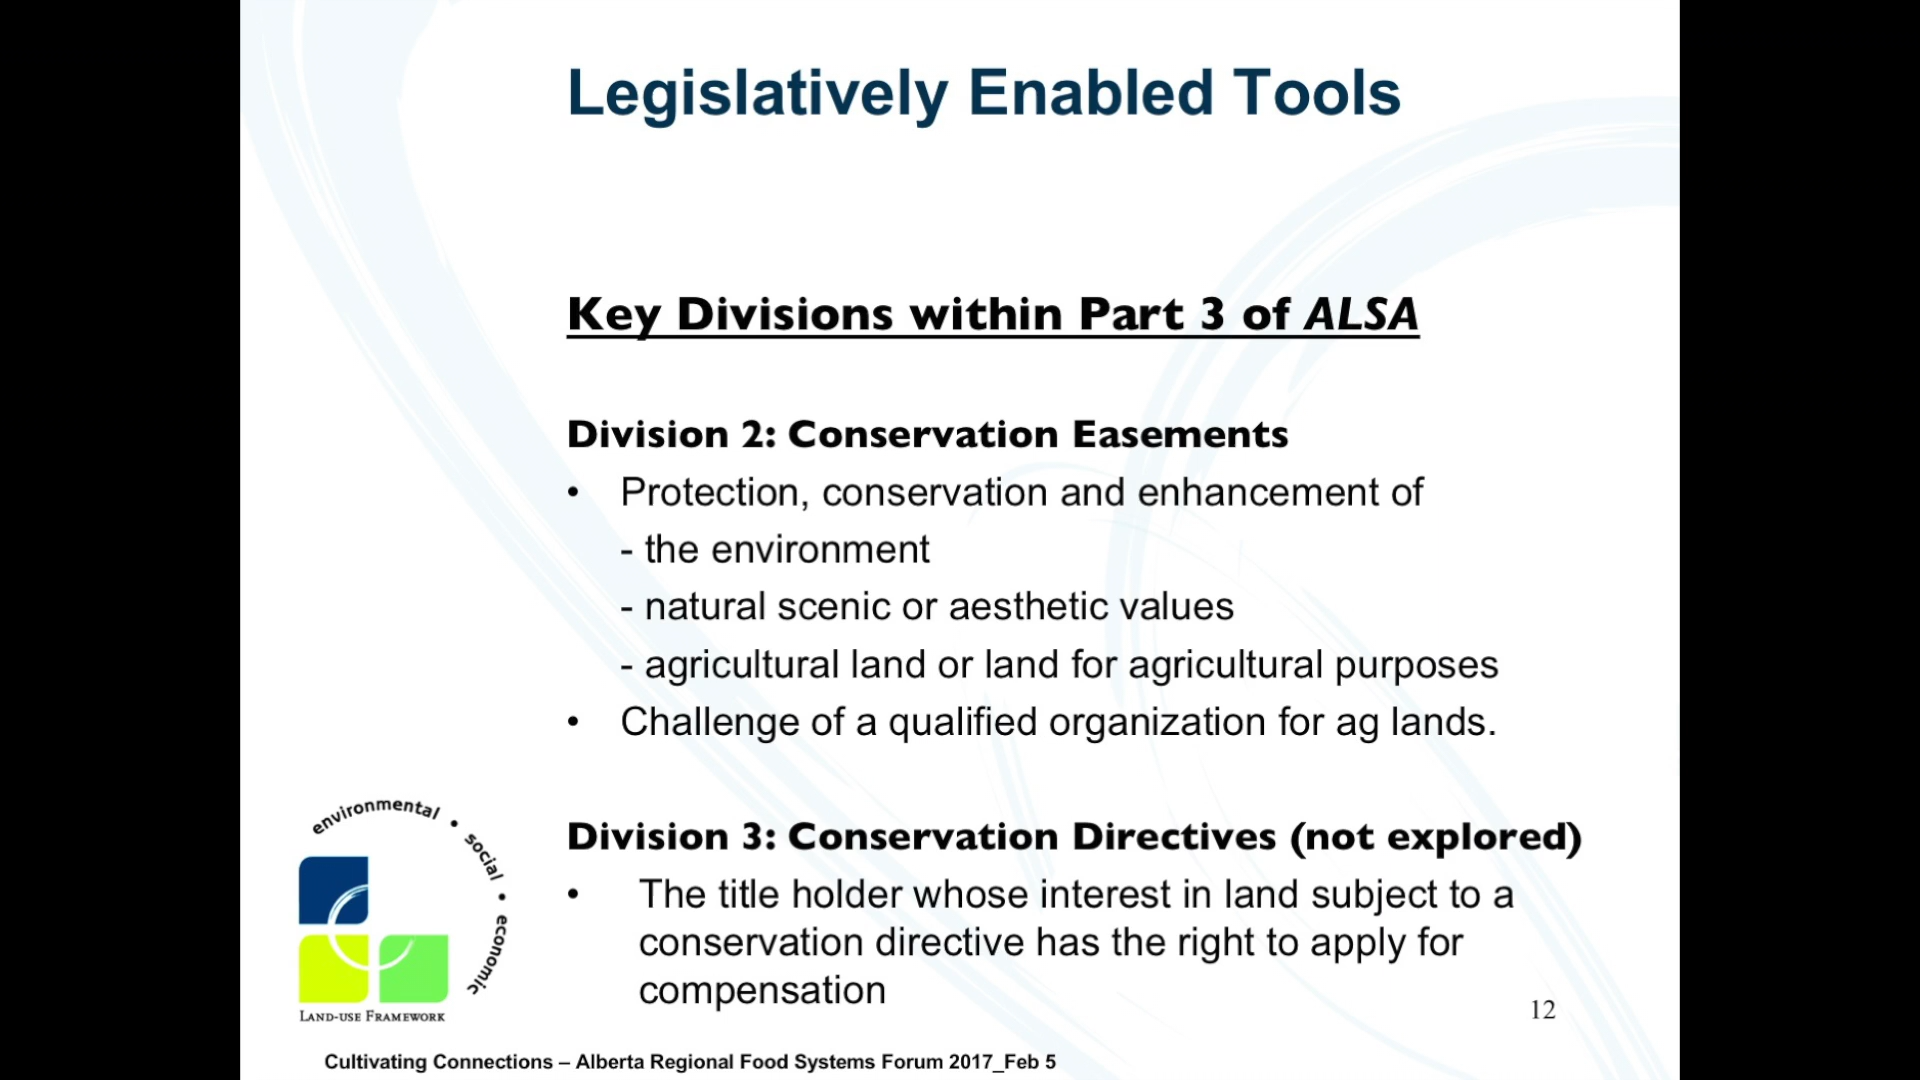 Legislatively Enabled Tools
Key Divisions within Part 3 of ALSA
Division 2: Conservation Easements
• Protection, conservation and enhancement of
- the environment
- natural scenic or aesthetic values
- agricultural land or land for agricultural purposes
• Challenge of a qualified organization for ag lands.
Division 3: Conservation Directives (not explored)
• The title holder whose interest in land subject to a
conservation directive has the right to apply for
compensation
environmental • social • economic
LAND-USE FRAMEWORK
12
Cultivating Connections – Alberta Regional Food Systems Forum 2017_Feb 5